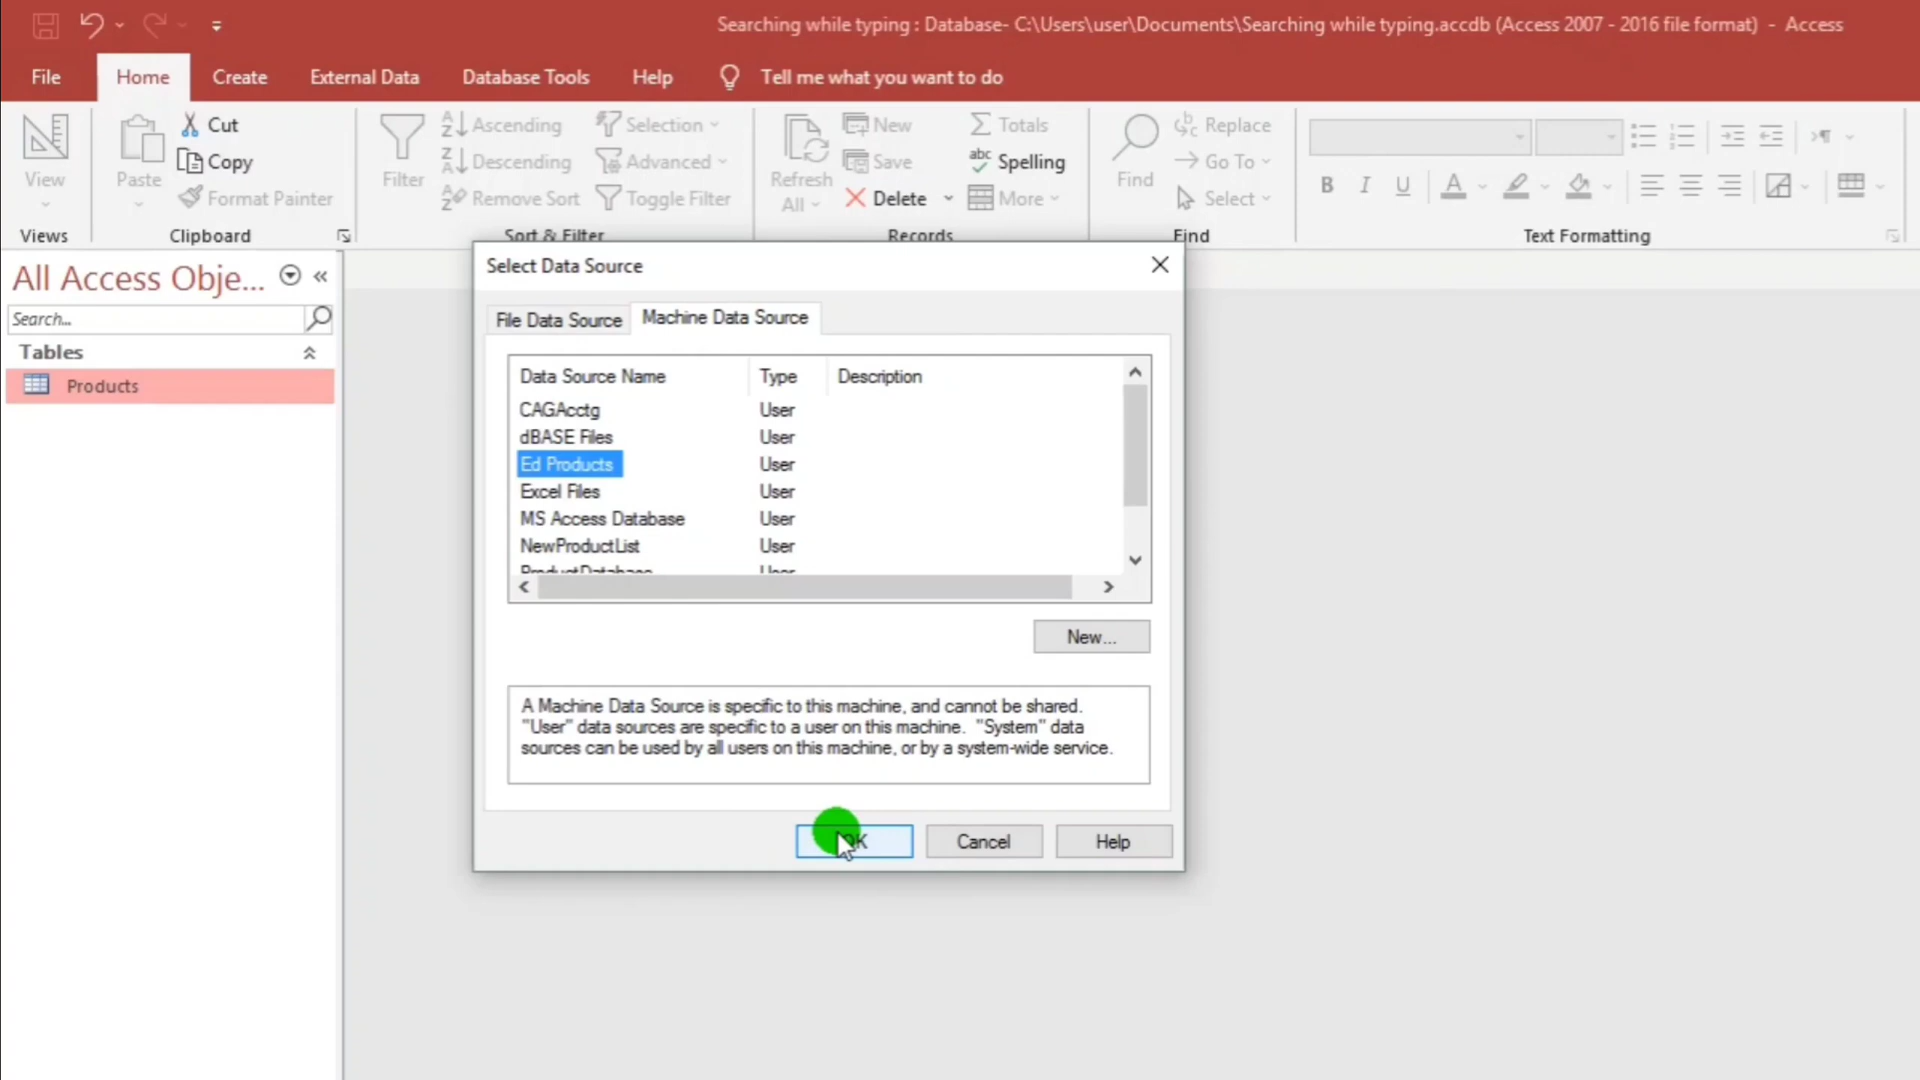 Searching while typing : Database- C:\Users\user\Documents\Searching while typing.accdb (Access 2007 - 2016 file format) - Access
File Home Create External Data Database Tools Help Tell me what you want to do
View
Views
Paste
Cut
Copy
Format Painter
Clipboard
Filter
Ascending
Descending
Remove Sort
Selection
Advanced
Toggle Filter
Sort & Filter
Refresh
All
New
Save
Delete
Totals
Spelling
More
Records
Find
Replace
Go To
Select
Find
B I U
Text Formatting
All Access Obje...
Search...
Tables
Products
Select Data Source
File Data Source Machine Data Source
Data Source Name Type Description
CAGAcctg User
dBASE Files User
Ed Products User
Excel Files User
MS Access Database User
NewProductList User
ProductDatabase User
New...
A Machine Data Source is specific to this machine, and cannot be shared.
"User" data sources are specific to a user on this machine. "System" data
sources can be used by all users on this machine, or by a system-wide service.
OK Cancel Help